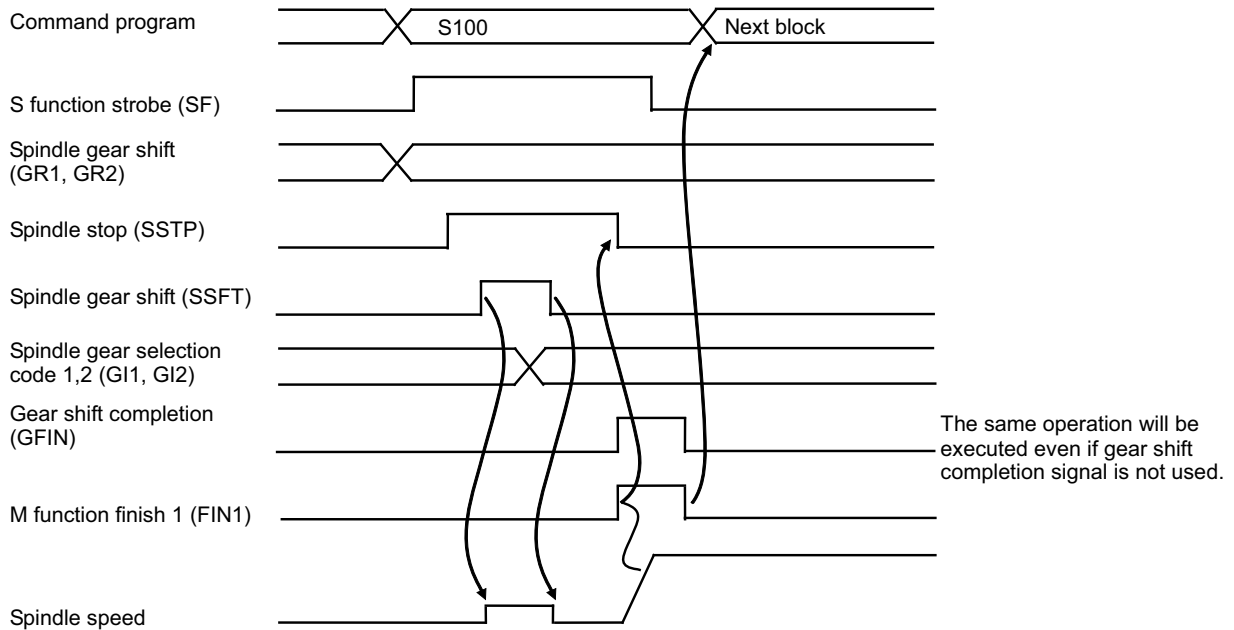 Command program
S100
Next block
S function strobe (SF)
Spindle gear shift
(GR1, GR2)
Spindle stop (SSTP)
Spindle gear shift (SSFT)
Spindle gear selection
code 1,2 (GI1, GI2)
Gear shift completion
(GFIN)
The same operation will be
executed even if gear shift
completion signal is not used.
M function finish 1 (FIN1)
Spindle speed